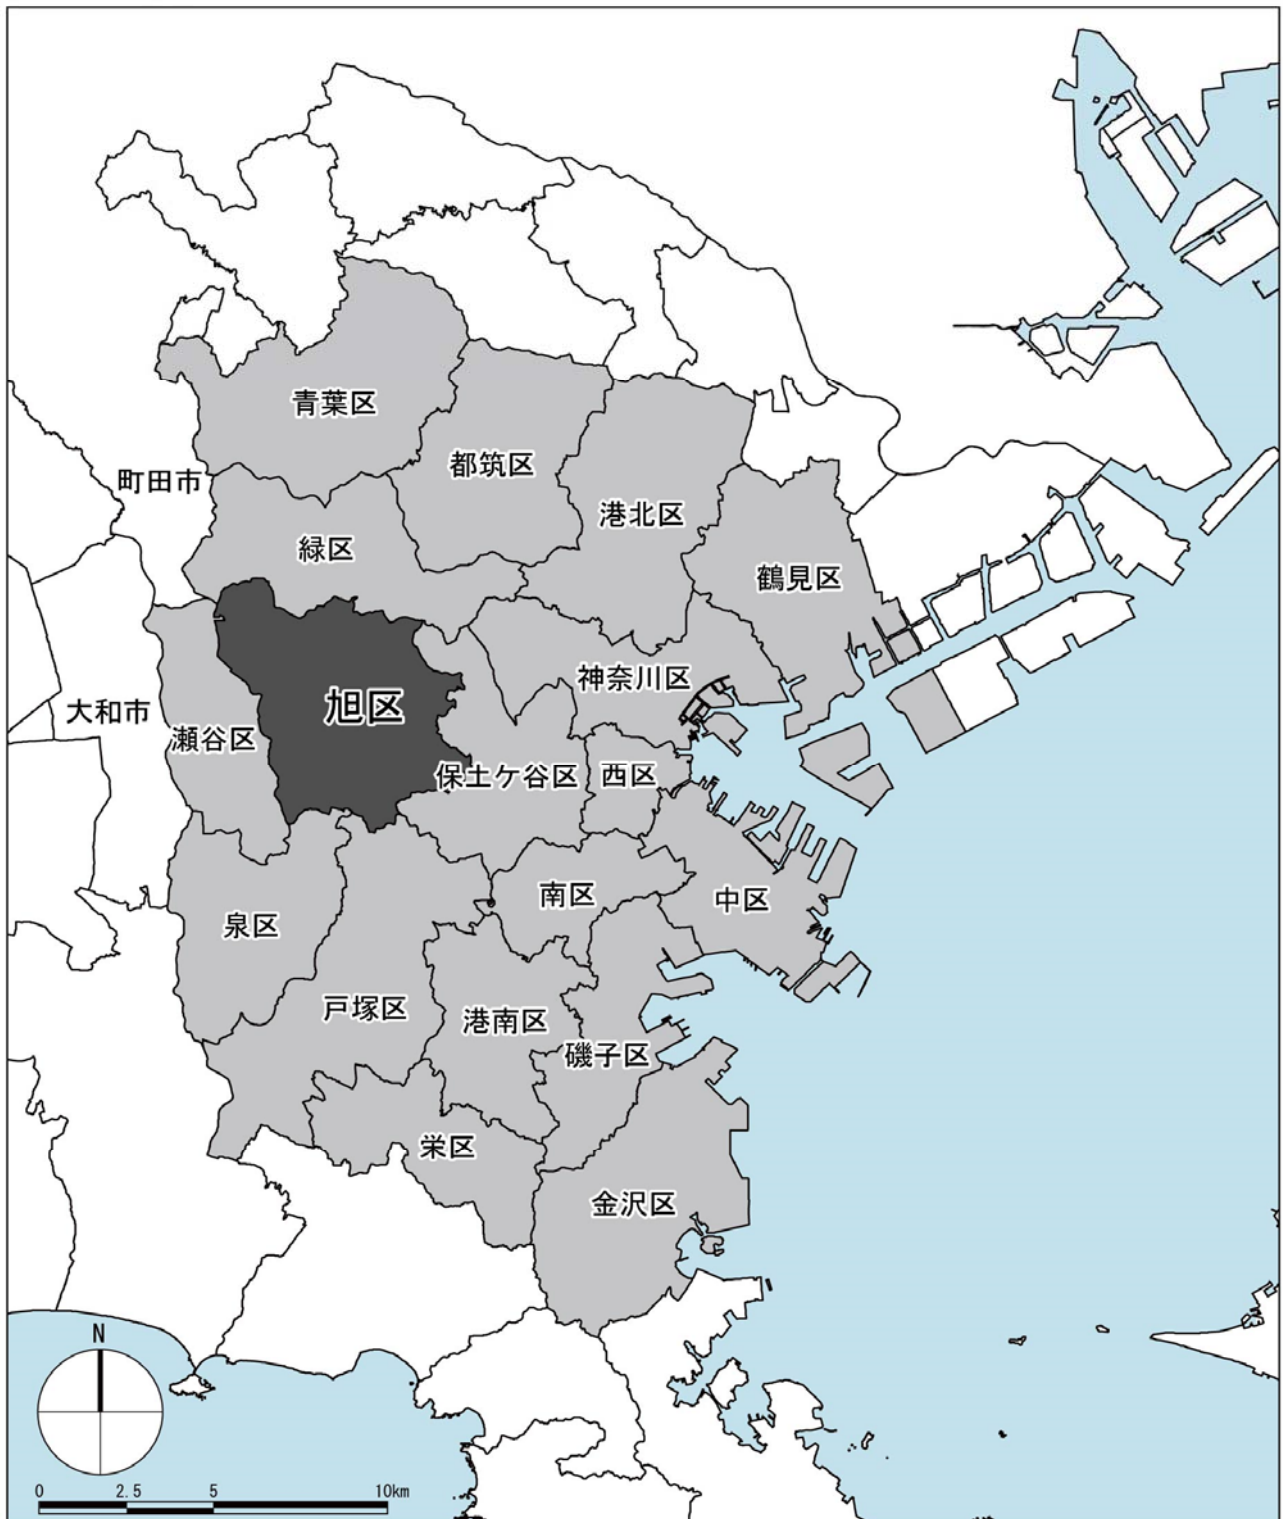 青葉区
都筑区
町田市
港北区
緑区
鶴見区
神奈川区
旭区
大和市
瀬谷区
保土ケ谷区
西区
南区
中区
泉区
戸塚区
港南区
磯子区
栄区
金沢区
N
0 2.5 5 10km